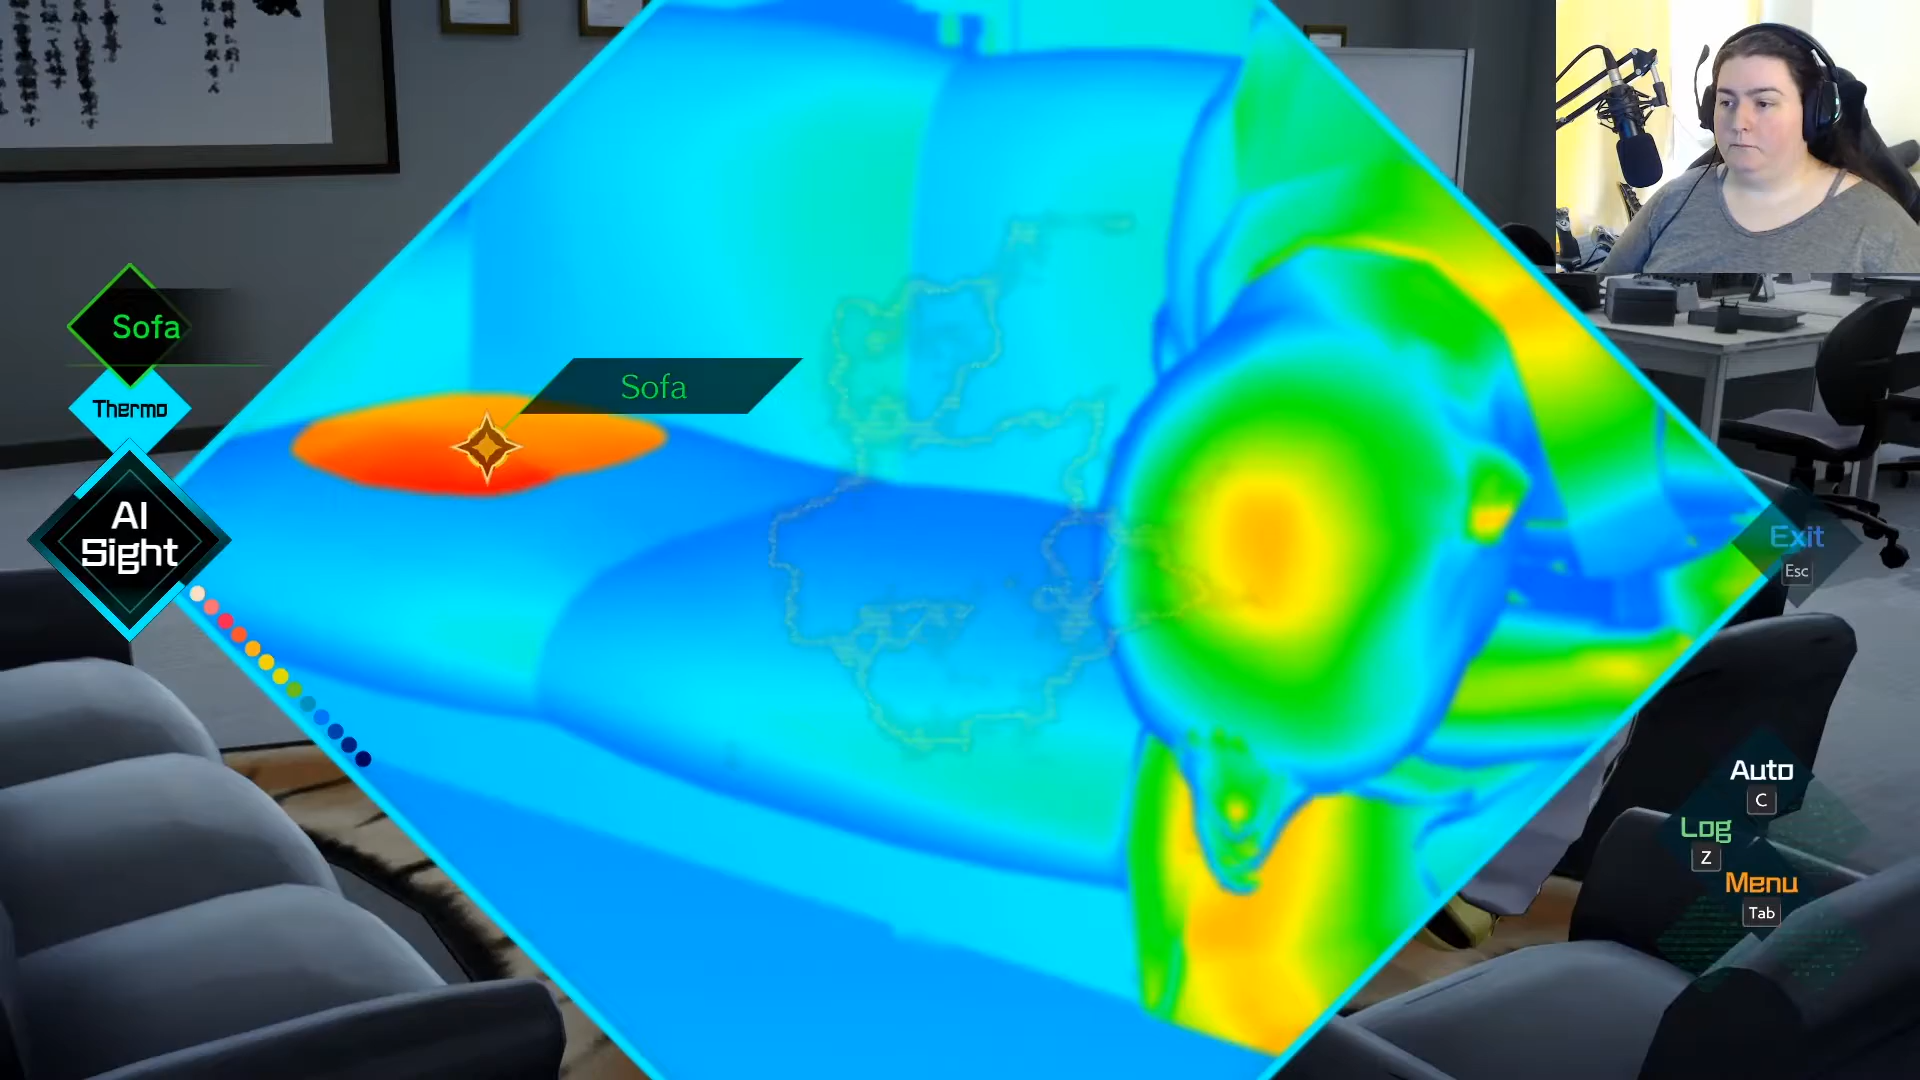 Sofa
Sofa
Thermo
AI
Sight
Exit
Esc
Auto
C
Log
Z
Menu
Tab